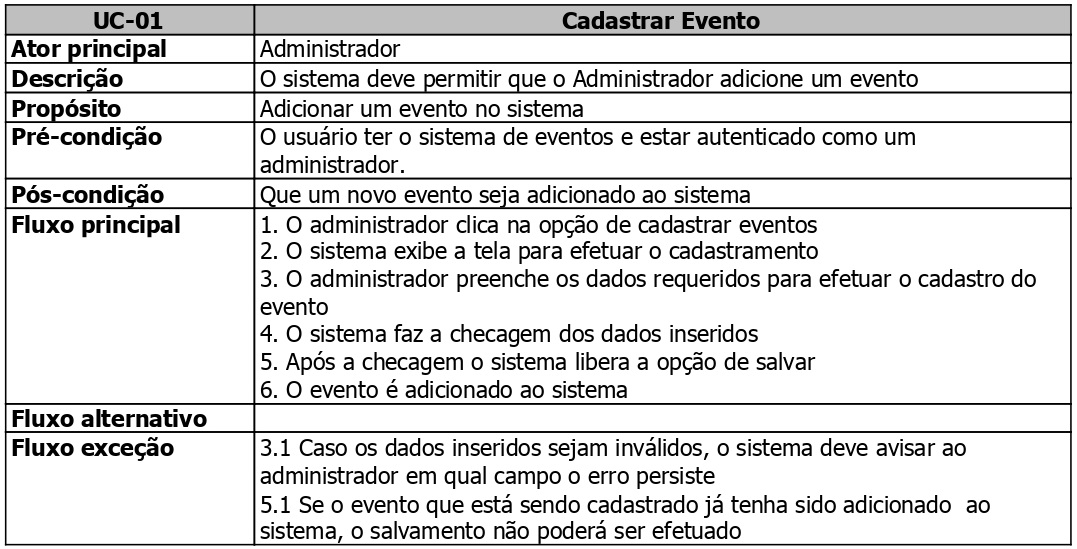 UC-01 Cadastrar Evento
Ator principal Administrador
Descrição O sistema deve permitir que o Administrador adicione um evento
Propósito Adicionar um evento no sistema
Pré-condição O usuário ter o sistema de eventos e estar autenticado como um
administrador.
Pós-condição Que um novo evento seja adicionado ao sistema
Fluxo principal 1. O administrador clica na opção de cadastrar eventos
2. O sistema exibe a tela para efetuar o cadastramento
3. O administrador preenche os dados requeridos para efetuar o cadastro do
evento
4. O sistema faz a checagem dos dados inseridos
5. Após a checagem o sistema libera a opção de salvar
6. O evento é adicionado ao sistema
Fluxo alternativo
Fluxo exceção 3.1 Caso os dados inseridos sejam inválidos, o sistema deve avisar ao
administrador em qual campo o erro persiste
5.1 Se o evento que está sendo cadastrado já tenha sido adicionado  ao
sistema, o salvamento não poderá ser efetuado